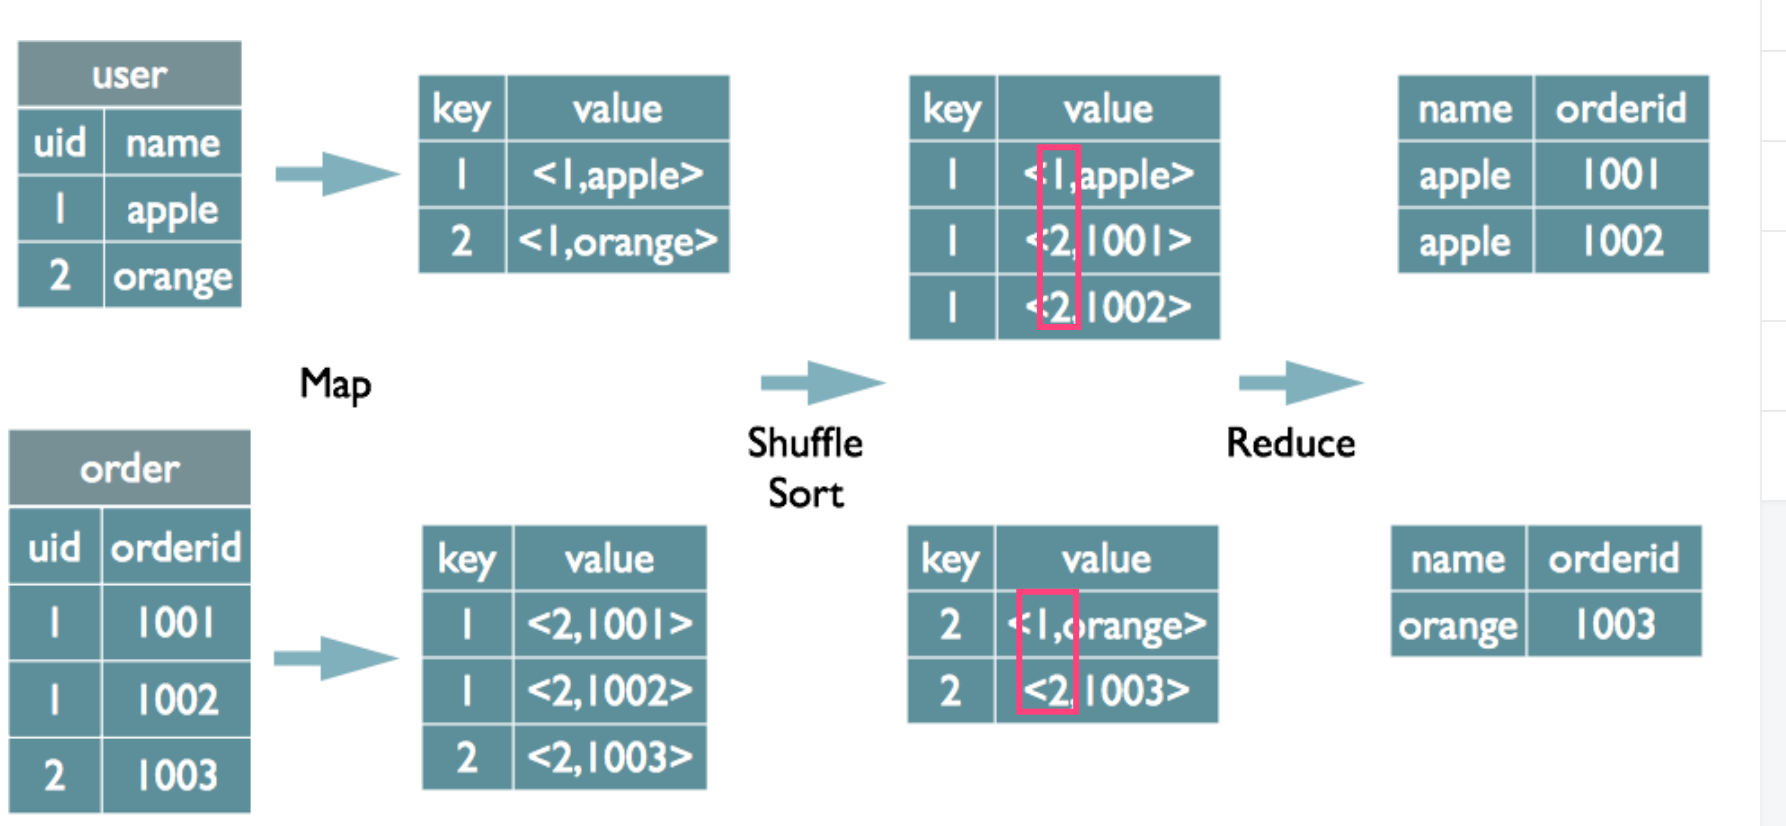 user
uid name
1 apple
2 orange
key value
1 <1,apple>
2 <1,orange>
key value
1 <1,apple>
1 <2,1001>
1 <2,1002>
name orderid
apple 1001
apple 1002
Map
Shuffle
Sort
Reduce
order
uid orderid
1 1001
1 1002
2 1003
key value
1 <2,1001>
1 <2,1002>
2 <2,1003>
key value
2 <1,orange>
2 <2,1003>
name orderid
orange 1003